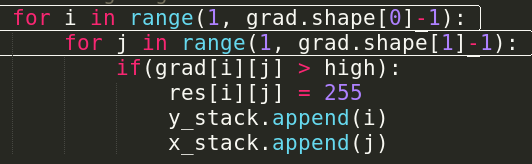 for i in range(1, grad.shape[0]-1):
for j in range(1, grad.shape[1]-1):
if(grad[i][j] > high):
res[i][j] = 255
y_stack.append(i)
x_stack.append(j)